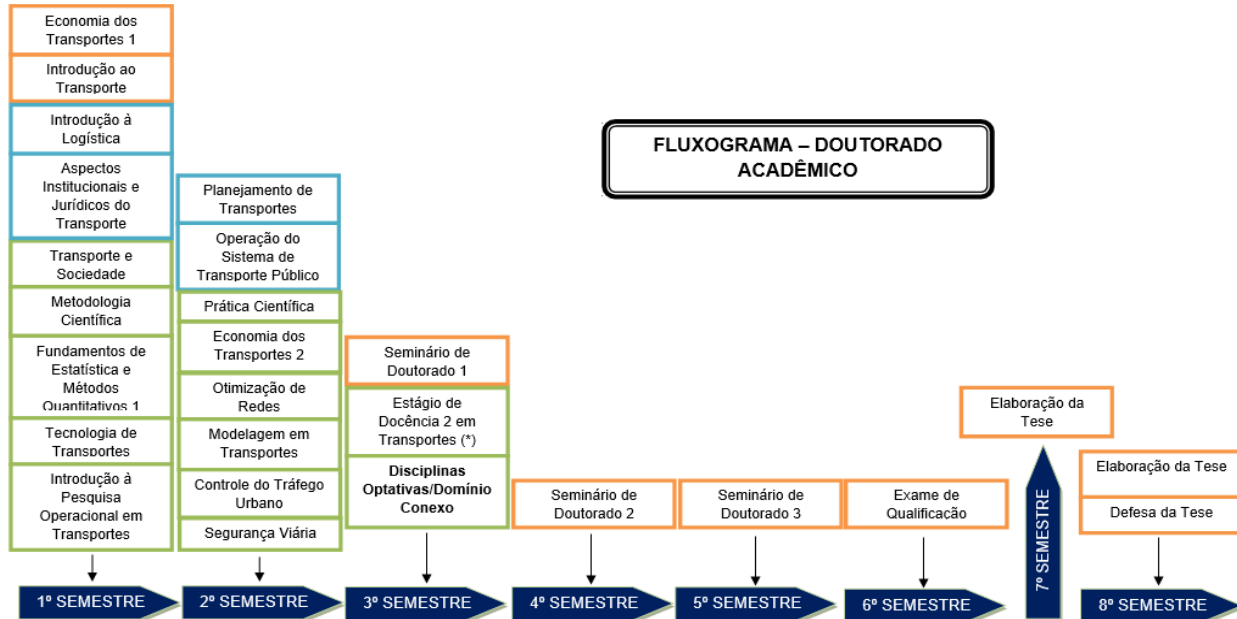 Economia dos
Transportes 1
Introdução ao
Transporte
Introdução à
Logística
Aspectos
Institucionais e
Jurídicos do
Transporte
Transporte e
Sociedade
Metodologia
Científica
Fundamentos de
Estatística e
Métodos
Quantitativos 1
Tecnologia de
Transportes
Introdução à
Pesquisa
Operacional em
Transportes
1º SEMESTRE
Planejamento de
Transportes
Operação do
Sistema de
Transporte Público
Prática Científica
Economia dos
Transportes 2
Otimização de
Redes
Modelagem em
Transportes
Controle do Tráfego
Urbano
Segurança Viária
2º SEMESTRE
FLUXOGRAMA – DOUTORADO
ACADÊMICO
Seminário de
Doutorado 1
Estágio de
Docência 2 em
Transportes (*)
Disciplinas
Optativas/Domínio
Conexo
3º SEMESTRE
Seminário de
Doutorado 2
4º SEMESTRE
Seminário de
Doutorado 3
5º SEMESTRE
Exame de
Qualificação
6º SEMESTRE
Elaboração da
Tese
7º SEMESTRE
Elaboração da Tese
Defesa da Tese
8º SEMESTRE